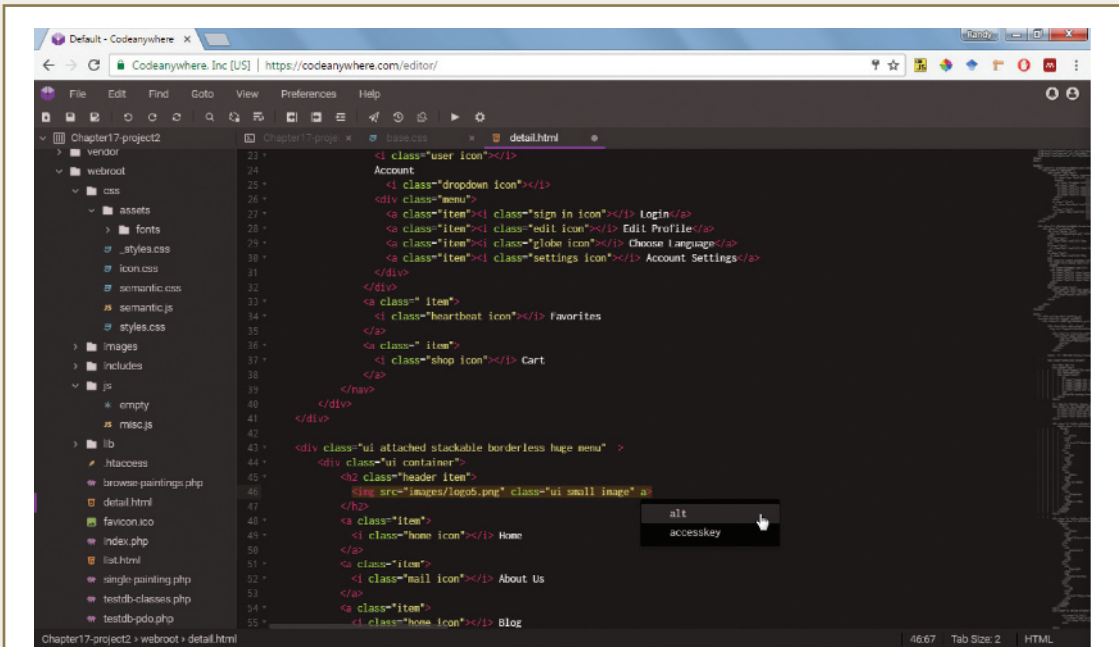 Default - Codeanywhere
Randy
Codeanywhere. Inc [US] | https://codeanywhere.com/editor/
File Edit Find Goto View Preferences Help
Chapter17-project2
Chapter17-proje base.css detail.html
vendor
webroot
css
assets
fonts
_styles.css
icon.css
semantic.css
semantic.js
styles.css
images
includes
js
empty
misc.js
lib
.htaccess
browse-paintings.php
detail.html
favicon.ico
index.php
list.html
single-painting.php
testdb-classes.php
testdb-pdo.php
23 <i class="user icon"></i>
24 Account
25 <i class="dropdown icon"></i>
26 <div class="menu">
27 <a class="item"><i class="sign in icon"></i> Login</a>
28 <a class="item"><i class="edit icon"></i> Edit Profile</a>
29 <a class="item"><i class="globe icon"></i> Choose Language</a>
30 <a class="item"><i class="settings icon"></i> Account Settings</a>
31 </div>
32 </div>
33 <a class=" item">
34 <i class="heartbeat icon"></i> Favorites
35 </a>
36 <a class=" item">
37 <i class="shop icon"></i> Cart
38 </a>
39 </nav>
40 </div>
41 </div>
42
43 <div class="ui attached stackable borderless huge menu" >
44 <div class="ui container">
45 <h2 class="header item">
46 <img src="images/logo5.png" class="ui small image" a>
47 </h2>
48 <a class="item">
49 <i class="home icon"></i> Home
50 </a>
51 <a class="item">
52 <i class="mail icon"></i> About Us
53 </a>
54 <a class="item">
55 <i class="home icon"></i> Blog
alt
accesskey
Chapter17-project2 › webroot › detail.html
46:67 Tab Size: 2 HTML